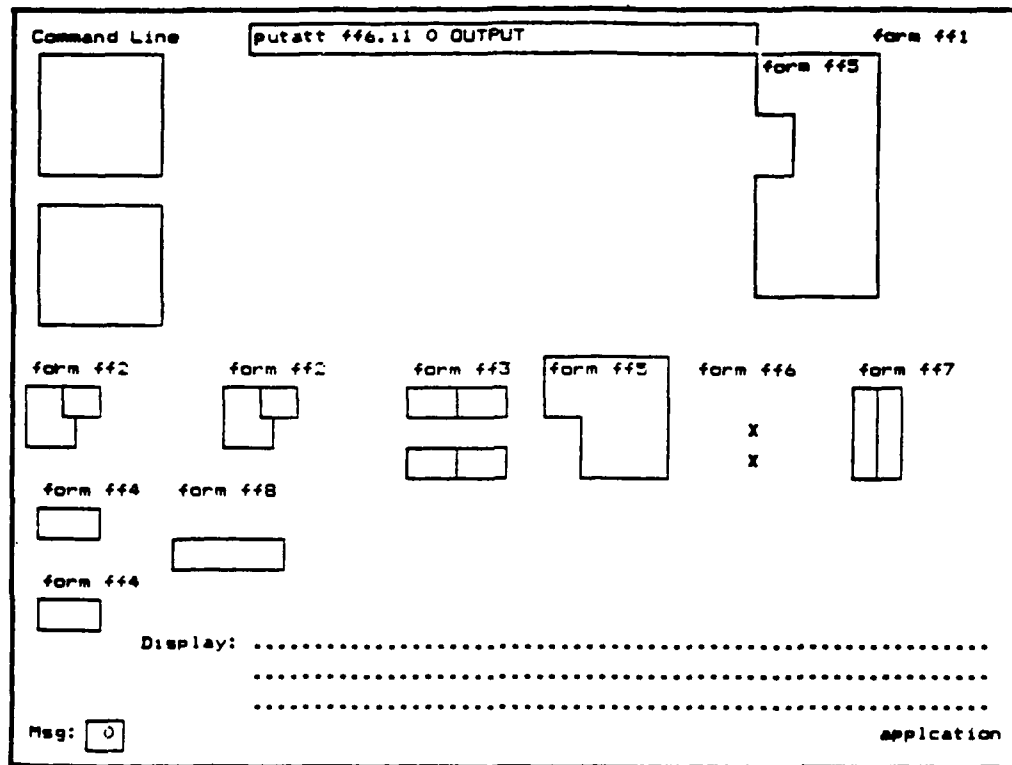 Command Line putatt ff6.i1 0 OUTPUT form ff1
form ff5
form ff2 form ff2 form ff3 form ff5 form ff6 form ff7
X
X
form ff4 form ff8
form ff4
Display: ............................................................
............................................................
............................................................
Msg: 0 applcation